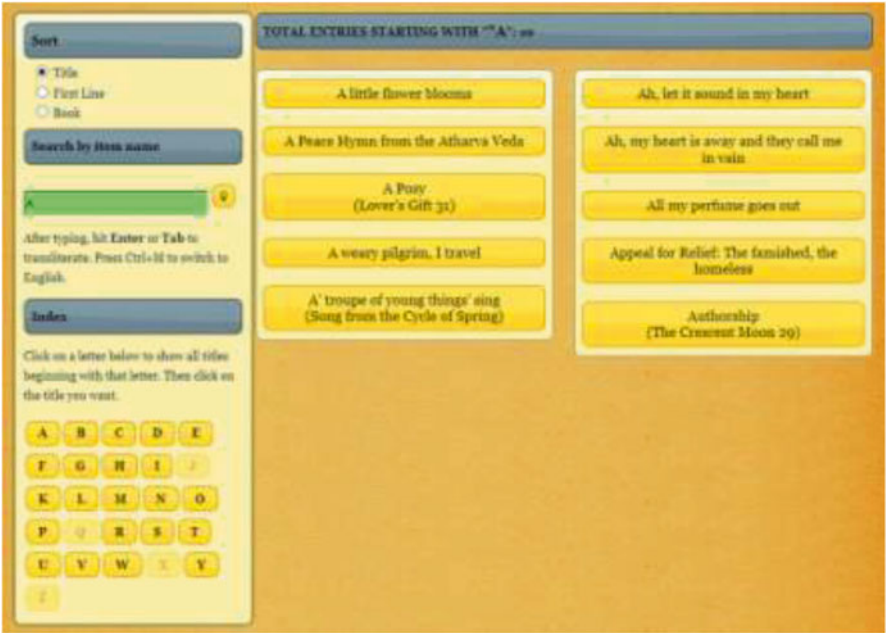 Sort
Title
First Line
Book
Search by item name
A
After typing, hit Enter or Tab to
transliterate. Press Ctrl+M to switch to
English.
Index
Click on a letter below to show all titles
beginning with that letter. Then click on
the title you want.
A B C D E
F G H I J
K L M N O
P Q R S T
U V W X Y
Z
TOTAL ENTRIES STARTING WITH "A":
A little flower blooms
A Peace Hymn from the Atharva Veda
A Posy
(Lover's Gift 31)
A weary pilgrim, I travel
A' troupe of young things' sing
(Song from the Cycle of Spring)
Ah, let it sound in my heart
Ah, my heart is away and they call me
in vain
All my perfume goes out
Appeal for Relief: The famished, the
homeless
Authorship
(The Crescent Moon 29)